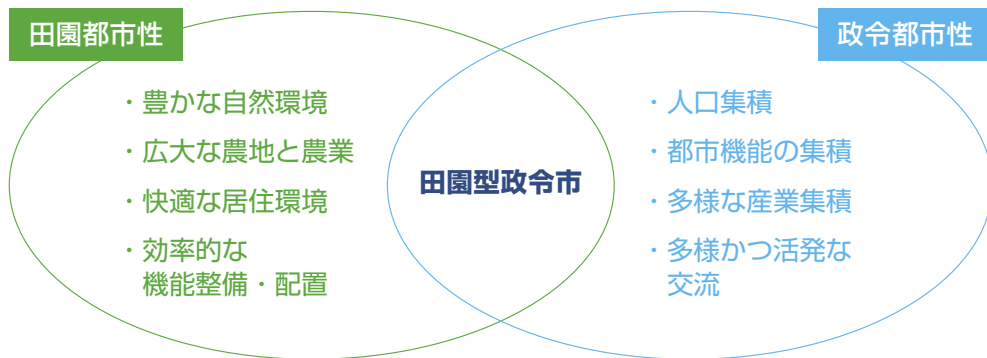 田園都市性
・豊かな自然環境
・広大な農地と農業
・快適な居住環境
・効率的な
機能整備・配置
田園型政令市
政令都市性
・人口集積
・都市機能の集積
・多様な産業集積
・多様かつ活発な
交流